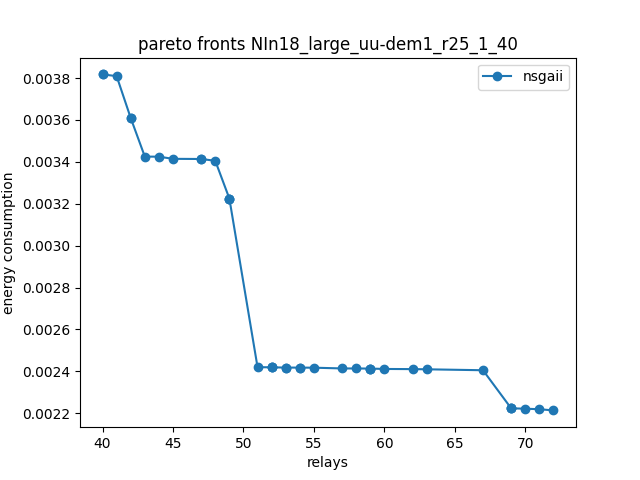 pareto fronts NIn18_large_uu-dem1_r25_1_40
nsgaii
energy consumption
0.0038
0.0036
0.0034
0.0032
0.0030
0.0028
0.0026
0.0024
0.0022
40 45 50 55 60 65 70
relays